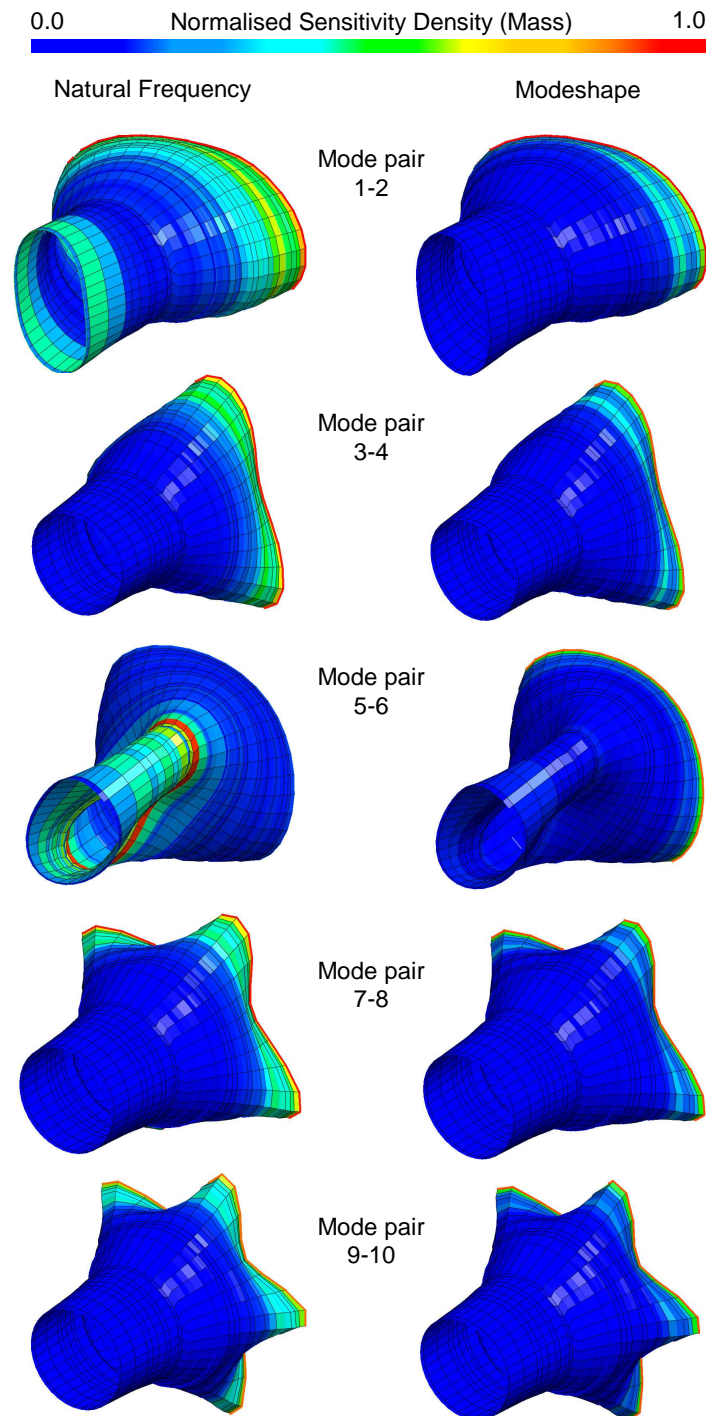 0.0 Normalised Sensitivity Density (Mass) 1.0
Natural Frequency Modeshape
Mode pair
1-2
Mode pair
3-4
Mode pair
5-6
Mode pair
7-8
Mode pair
9-10